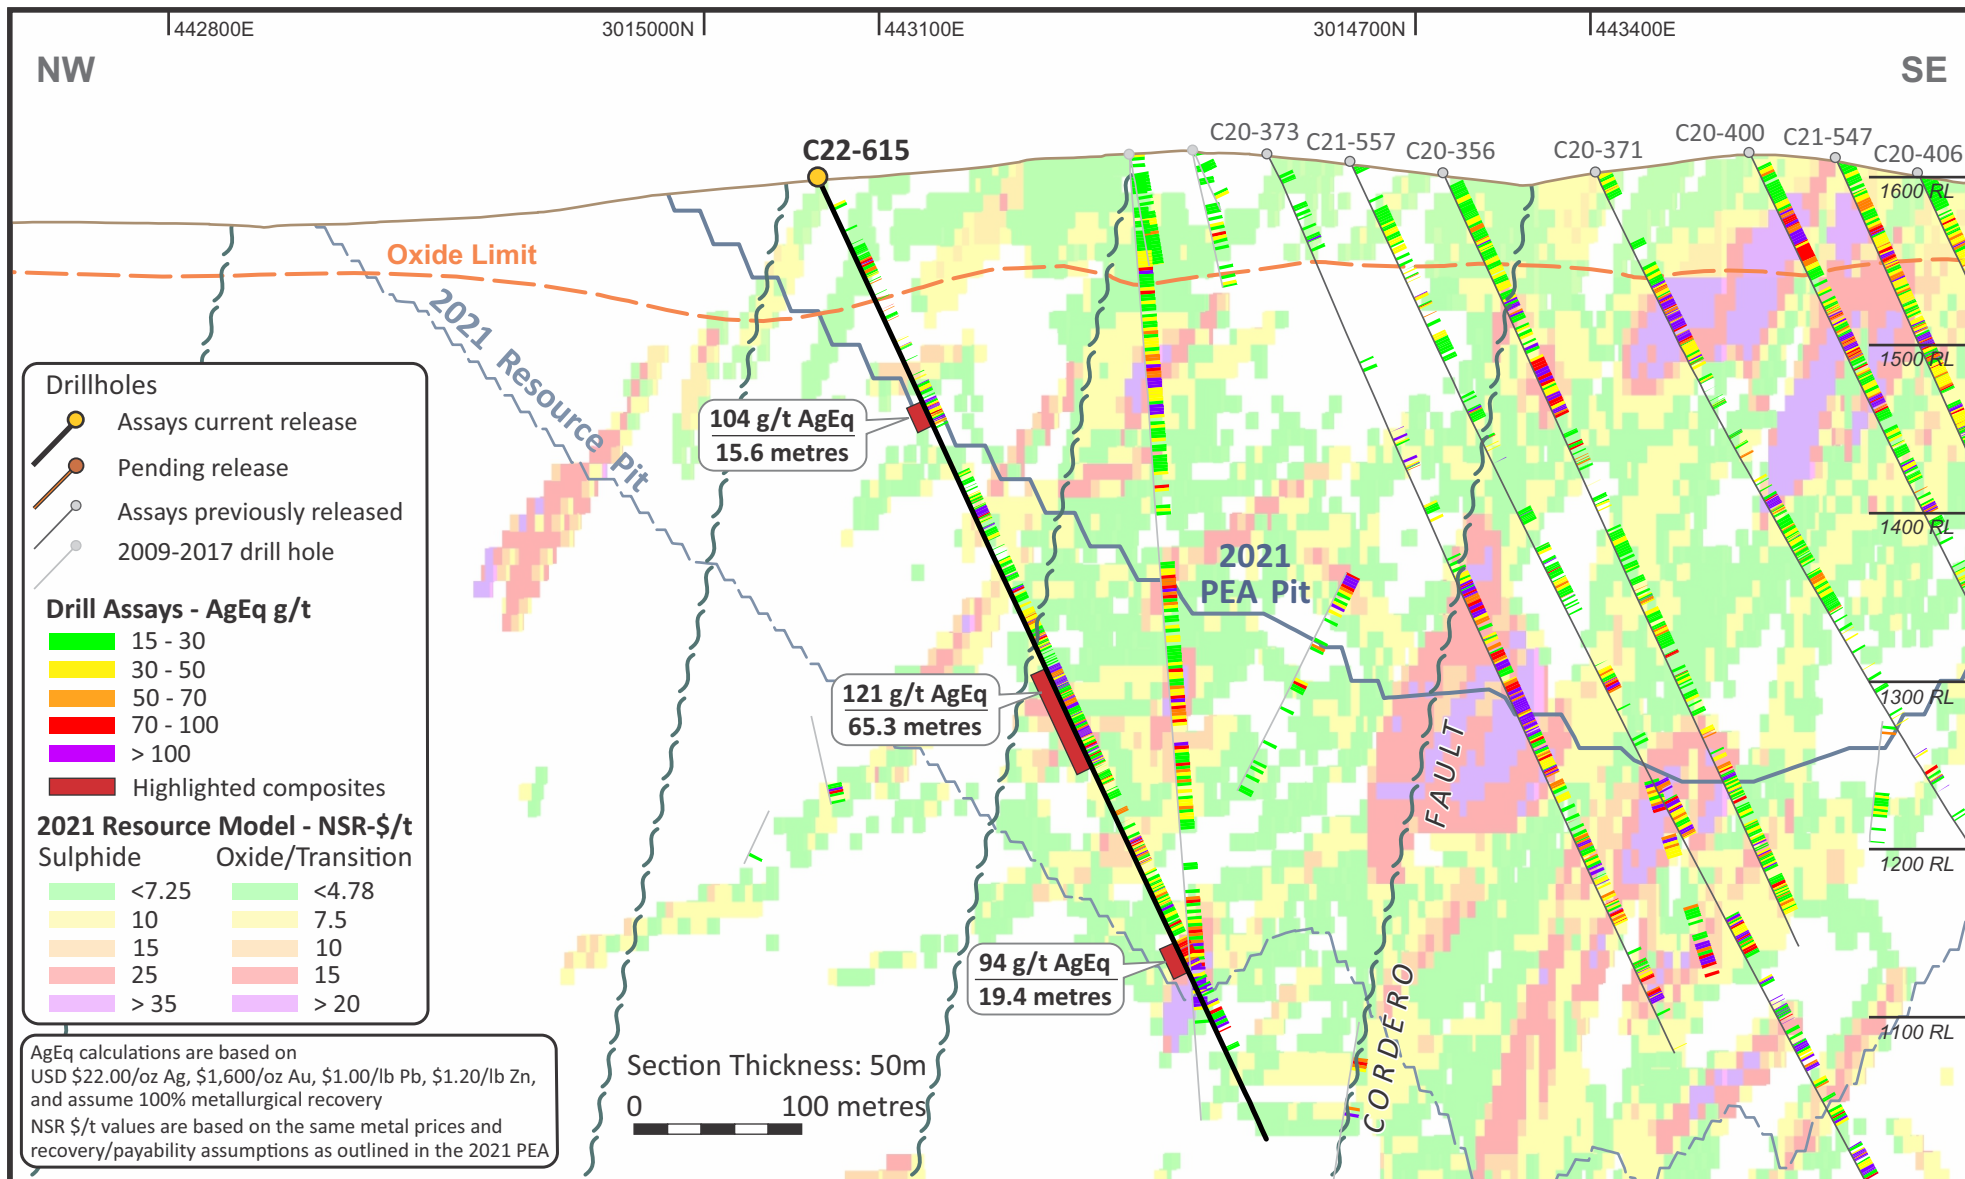 442800E
3015000N
443100E
3014700N
443400E
NW
SE
C22-615
C20-373
C21-557
C20-356
C20-371
C20-400
C21-547
C20-406
1600 RL
Oxide Limit
2021 Resource Pit
1500 RL
Drillholes
Assays current release
Pending release
Assays previously released
2009-2017 drill hole
Drill Assays - AgEq g/t
15 - 30
30 - 50
50 - 70
70 - 100
> 100
Highlighted composites
2021 Resource Model - NSR-$/t
Sulphide Oxide/Transition
<7.25 <4.78
10 7.5
15 10
25 15
> 35 > 20
104 g/t AgEq
15.6 metres
1400 RL
2021
PEA Pit
121 g/t AgEq
65.3 metres
1300 RL
1200 RL
94 g/t AgEq
19.4 metres
1100 RL
CORDERO FAULT
AgEq calculations are based on
USD $22.00/oz Ag, $1,600/oz Au, $1.00/lb Pb, $1.20/lb Zn,
and assume 100% metallurgical recovery
NSR $/t values are based on the same metal prices and
recovery/payability assumptions as outlined in the 2021 PEA
Section Thickness: 50m
0 100 metres